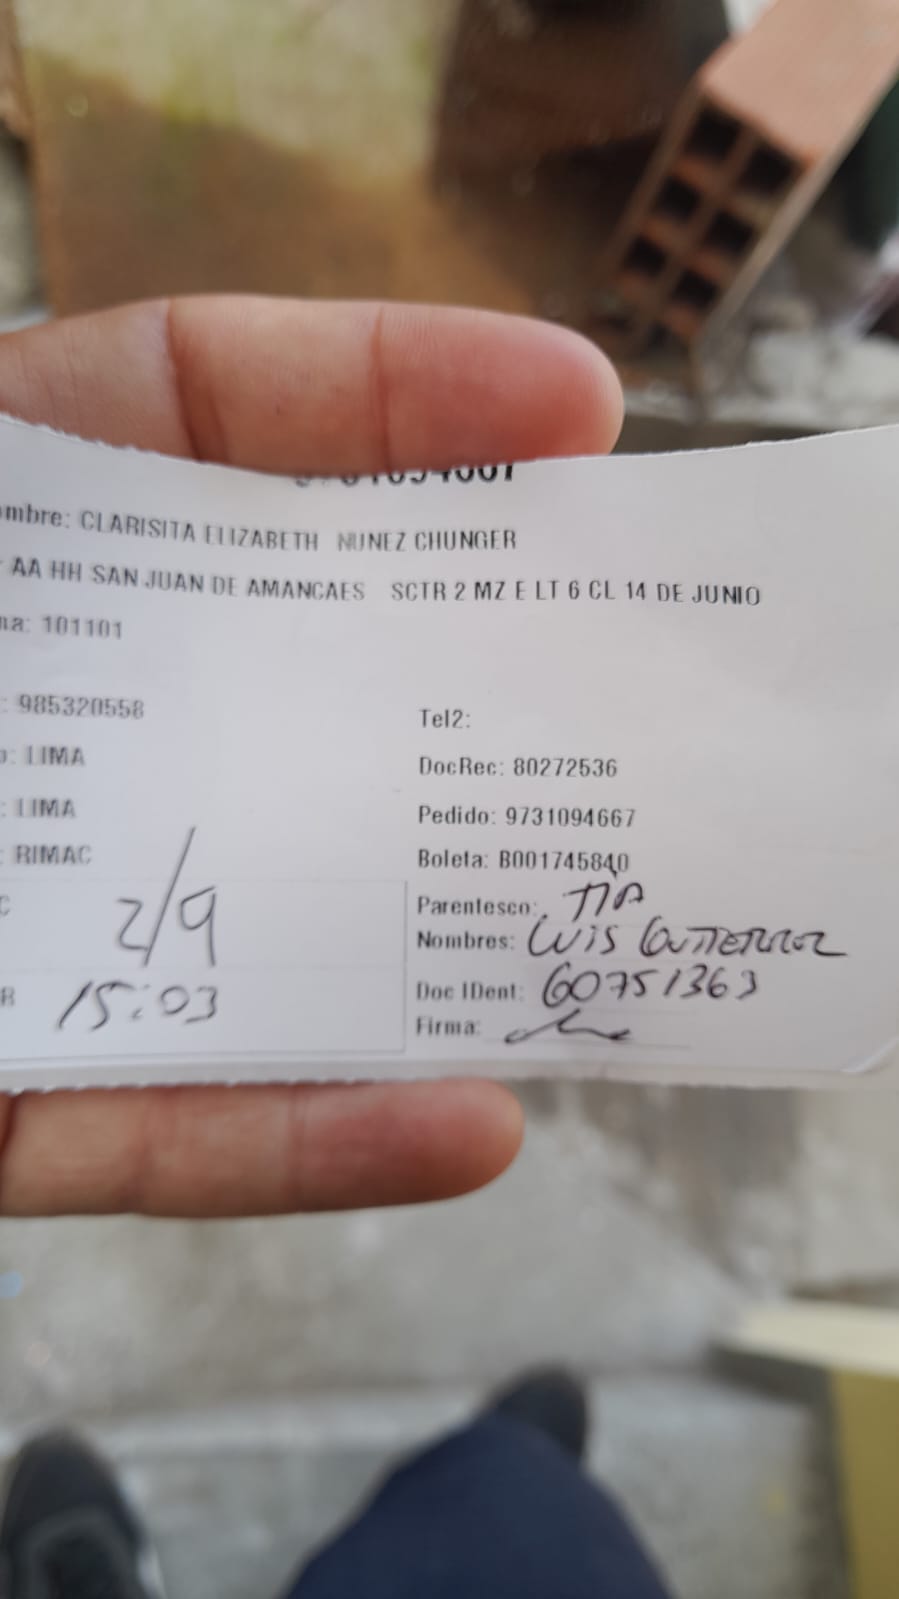 mbre: CLARISITA ELIZABETH NUNEZ CHUNGER
AA HH SAN JUAN DE AMANCAES SCTR 2 MZ E LT 6 CL 14 DE JUNIO
na: 101101
: 985320558
Tel2:
o: LIMA
DocRec: 80272536
: LIMA
Pedido: 9731094667
: RIMAC
Boleta: B001745840
C
2/9
Parentesco: TIA
Nombres: LUIS
R
15:03
Doc IDent: 60751363
Firma: